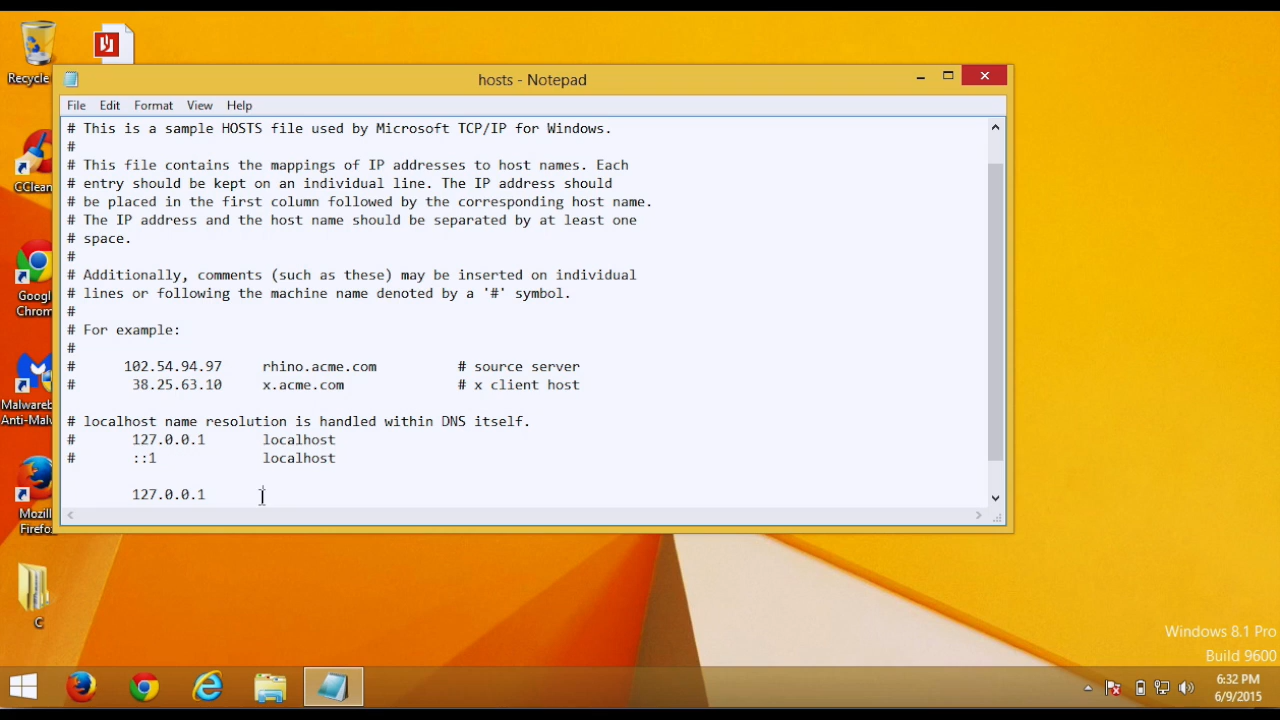 Recycle
hosts - Notepad
File Edit Format View Help
# This is a sample HOSTS file used by Microsoft TCP/IP for Windows.
#
# This file contains the mappings of IP addresses to host names. Each
# entry should be kept on an individual line. The IP address should
# be placed in the first column followed by the corresponding host name.
# The IP address and the host name should be separated by at least one
# space.
#
# Additionally, comments (such as these) may be inserted on individual
# lines or following the machine name denoted by a '#' symbol.
#
# For example:
#
# 102.54.94.97 rhino.acme.com # source server
# 38.25.63.10 x.acme.com # x client host
# localhost name resolution is handled within DNS itself.
# 127.0.0.1 localhost
# ::1 localhost
127.0.0.1
CClean
Googl
Chrom
Malwareb
Anti-Malw
Mozill
Firefo
C
Windows 8.1 Pro
Build 9600
6:32 PM
6/9/2015